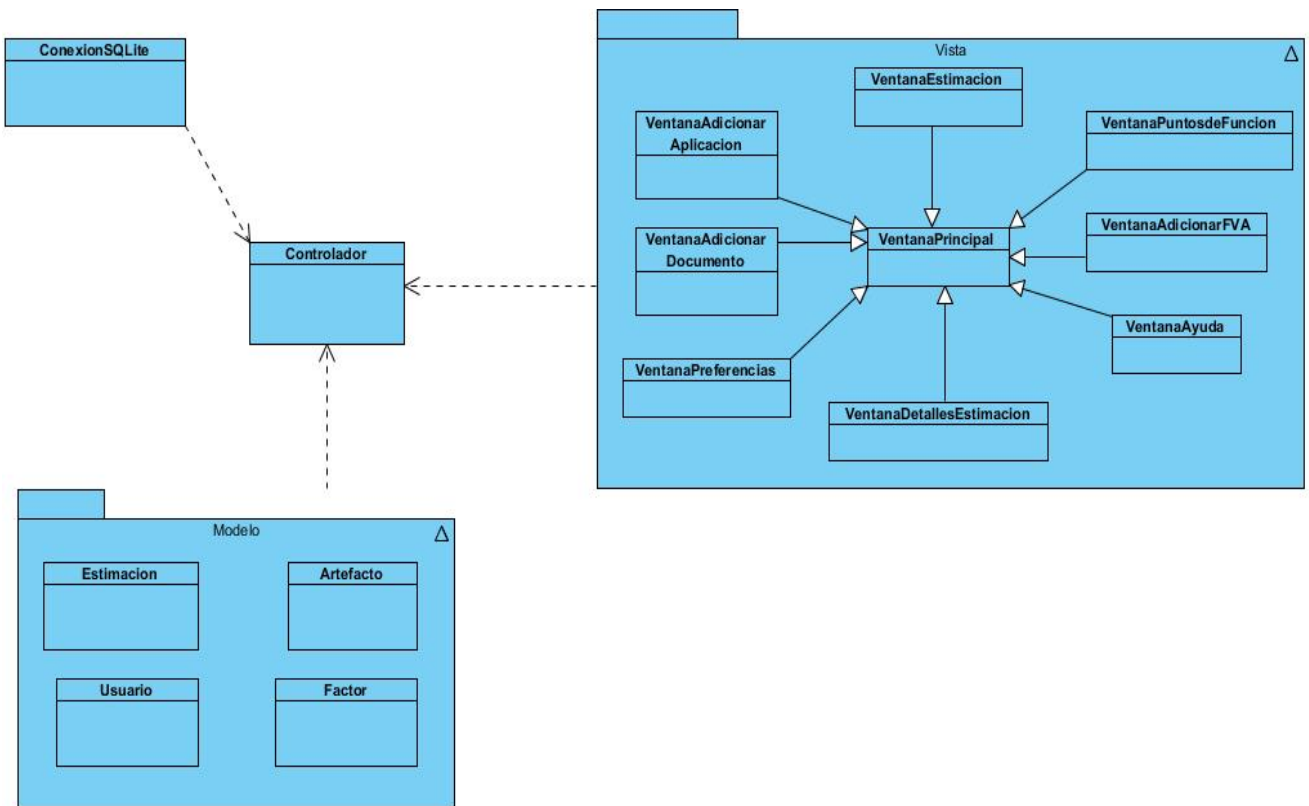 ConexionSQLite
Vista
VentanaEstimacion
VentanaAdicionar
Aplicacion
VentanaPuntosdeFuncion
VentanaAdicionar
Documento
VentanaPrincipal
VentanaAdicionarFVA
Controlador
VentanaAyuda
VentanaPreferencias
VentanaDetallesEstimacion
Modelo
Estimacion
Artefacto
Usuario
Factor